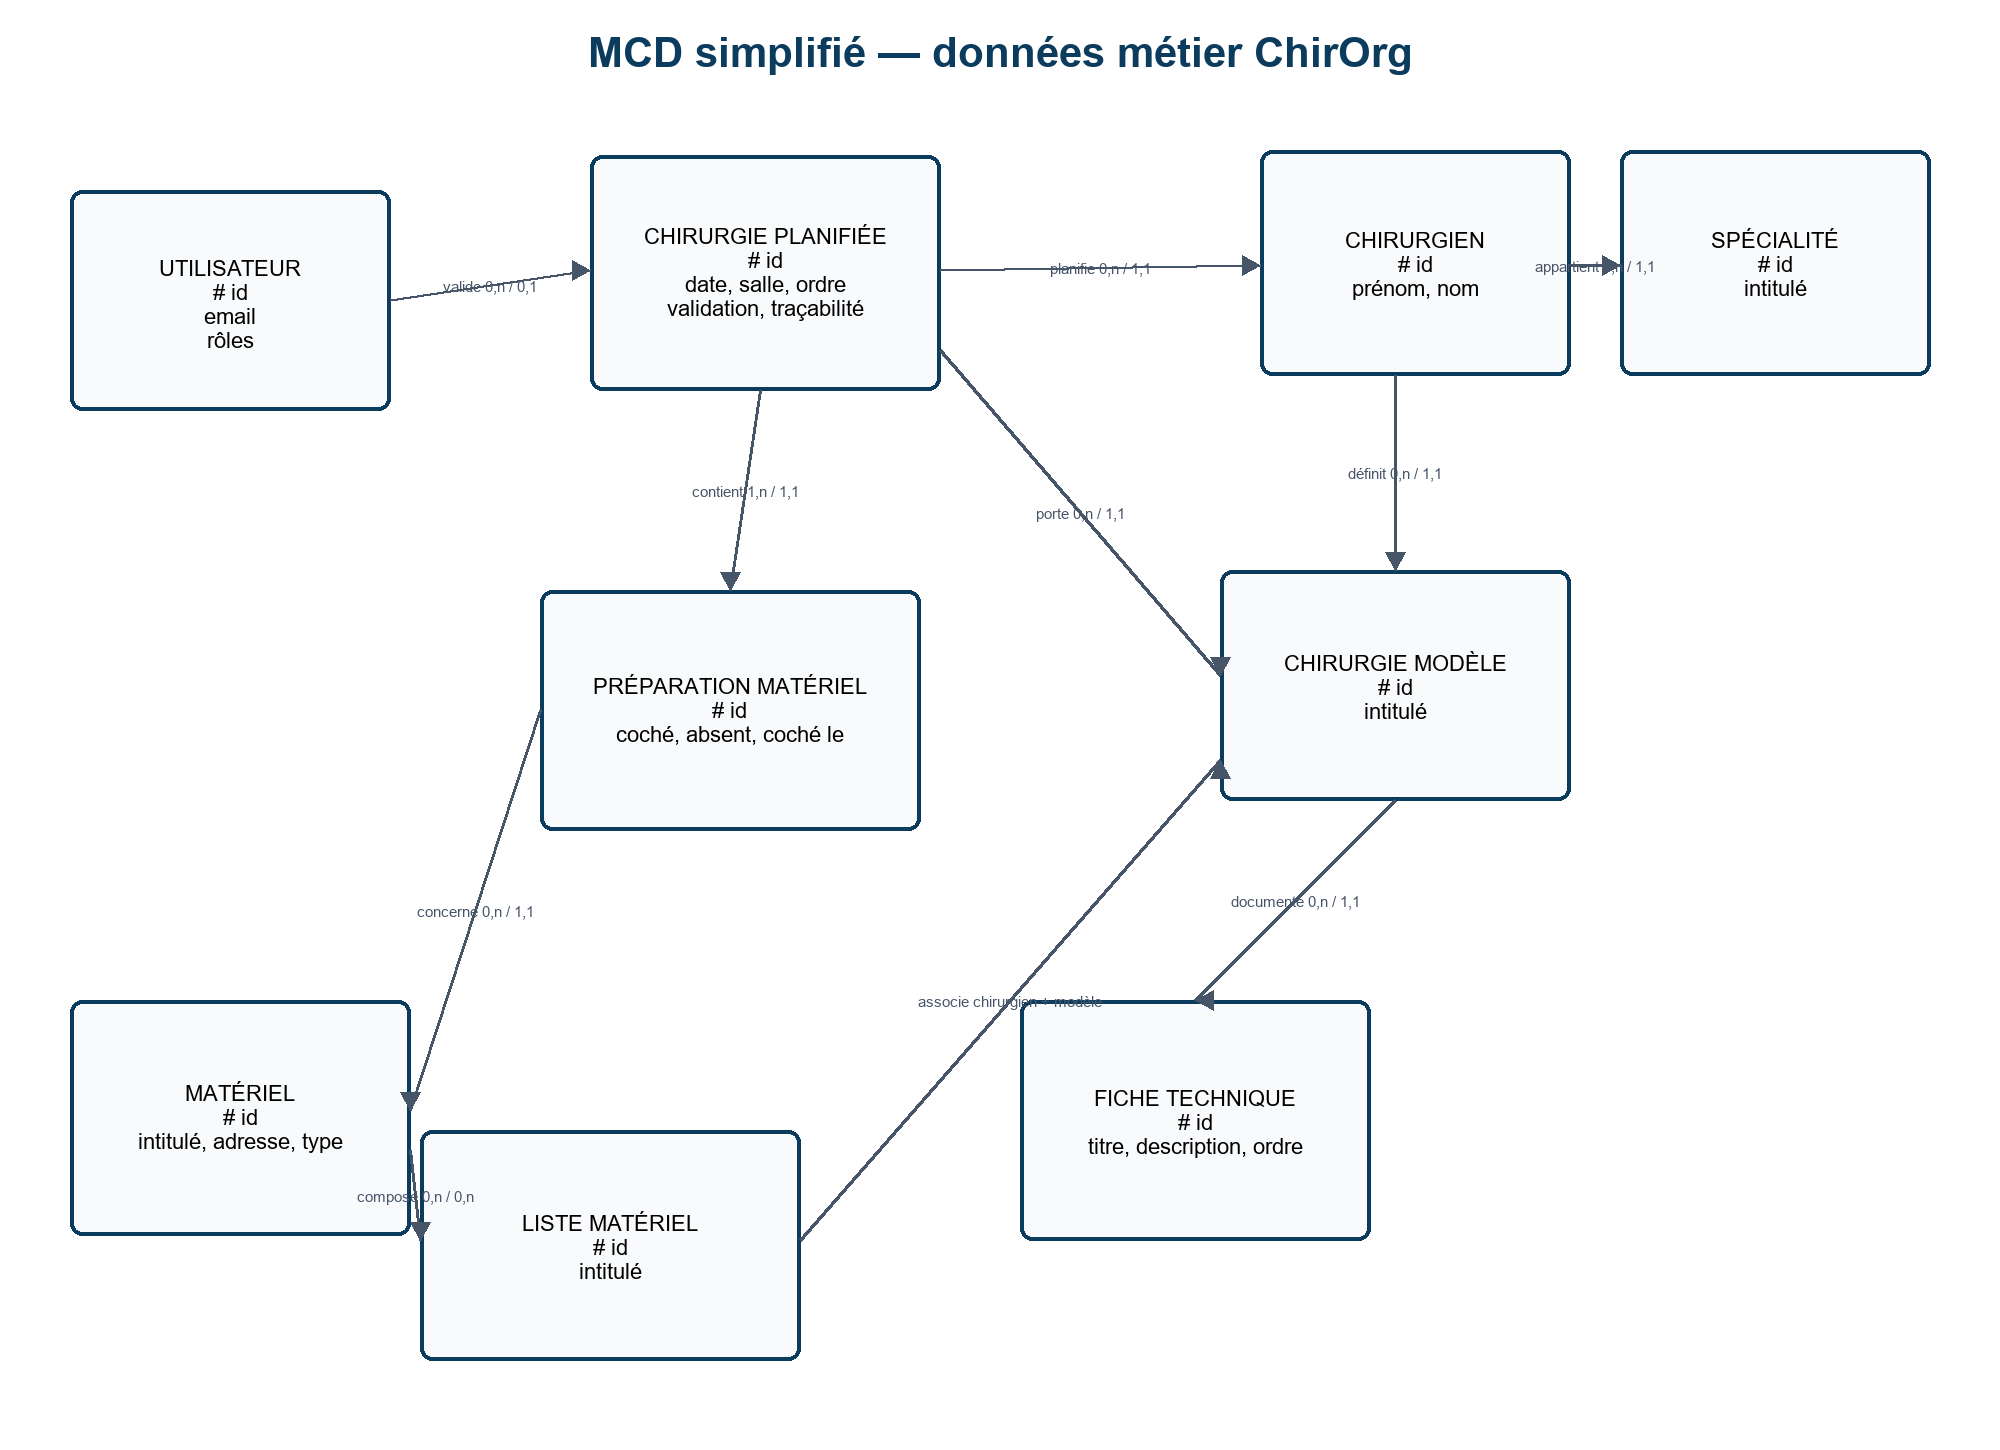 MCD simplifié — données métier ChirOrg
UTILISATEUR
# id
email
rôles
valide 0,n / 0,1
CHIRURGIE PLANIFIÉE
# id
date, salle, ordre
validation, traçabilité
planifie 0,n / 1,1
CHIRURGIEN
# id
prénom, nom
appartient 0,n / 1,1
SPÉCIALITÉ
# id
intitulé
contient 1,n / 1,1
porte 0,n / 1,1
définit 0,n / 1,1
PRÉPARATION MATÉRIEL
# id
coché, absent, coché le
CHIRURGIE MODÈLE
# id
intitulé
concerne 0,n / 1,1
documente 0,n / 1,1
associe chirurgien + modèle
MATÉRIEL
# id
intitulé, adresse, type
compose 0,n / 0,n
LISTE MATÉRIEL
# id
intitulé
FICHE TECHNIQUE
# id
titre, description, ordre